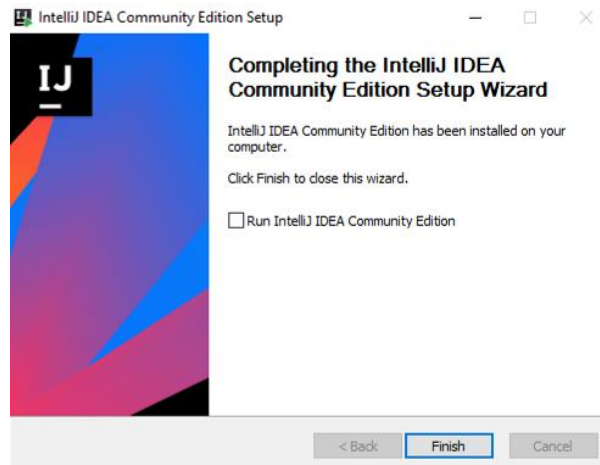 IntelliJ IDEA Community Edition Setup
IJ
Completing the IntelliJ IDEA
Community Edition Setup Wizard
IntelliJ IDEA Community Edition has been installed on your
computer.
Click Finish to close this wizard.
Run IntelliJ IDEA Community Edition
< Back
Finish
Cancel